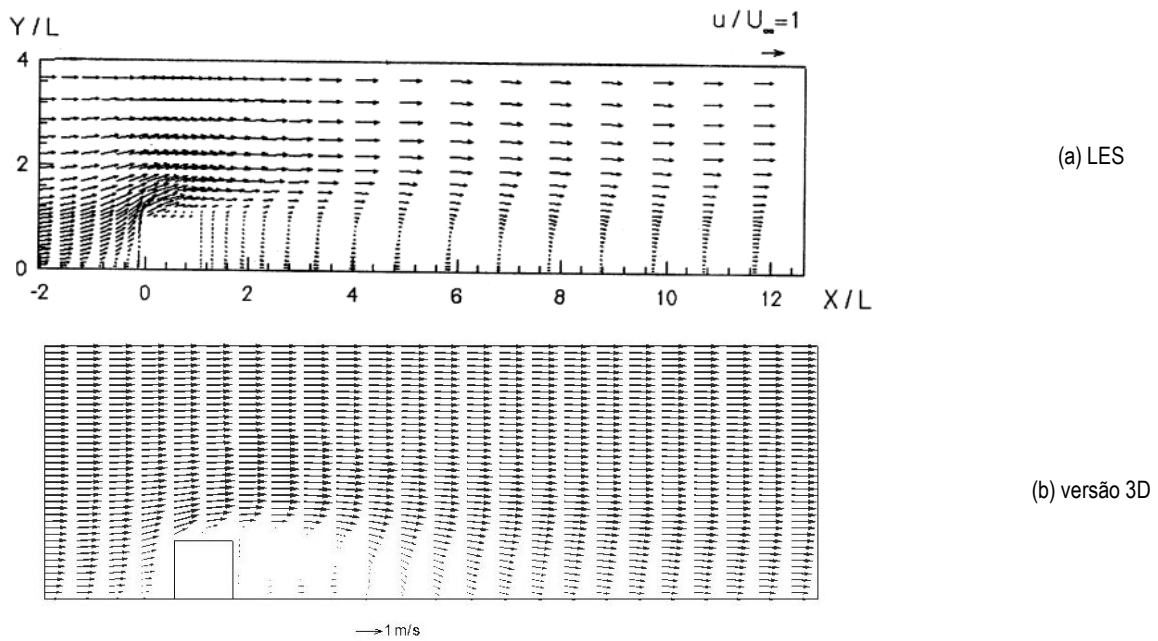 Y/L
u/U∞=1
4
2
0
-2 0 2 4 6 8 10 12 X/L
(a) LES
(b) versão 3D
1 m/s